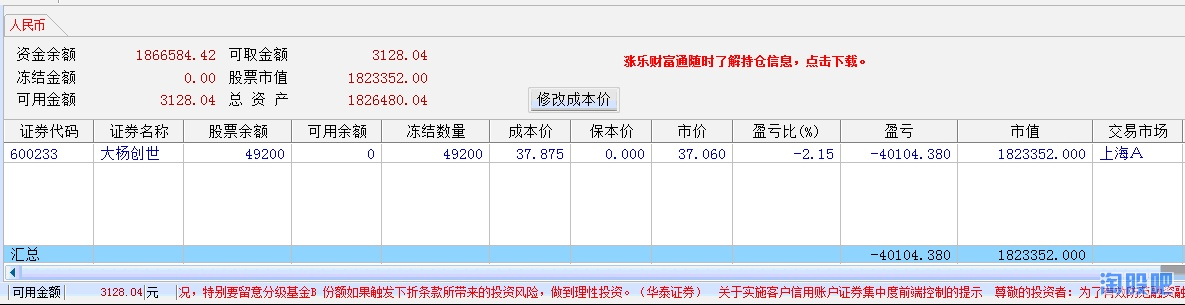 人民币
资金余额 1866584.42 可取金额 3128.04
冻结金额 0.00 股票市值 1823352.00
可用金额 3128.04 总 资 产 1826480.04
涨乐财富通随时了解持仓信息，点击下载。
修改成本价
证券代码 证券名称 股票余额 可用余额 冻结数量 成本价 保本价 市价 盈亏比(%) 盈亏 市值 交易市场
600233 大杨创世 49200 0 49200 37.875 0.000 37.060 -2.15 -40104.380 1823352.000 上海A
汇总 -40104.380 1823352.000
可用金额 3128.04 元 况，特别要留意分级基金B 份额如果触发下折条款所带来的投资风险，做到理性投资。（华泰证券） 关于实施客户信用账户证券集中度前端控制的提示 尊敬的投资者：为了
淘股吧